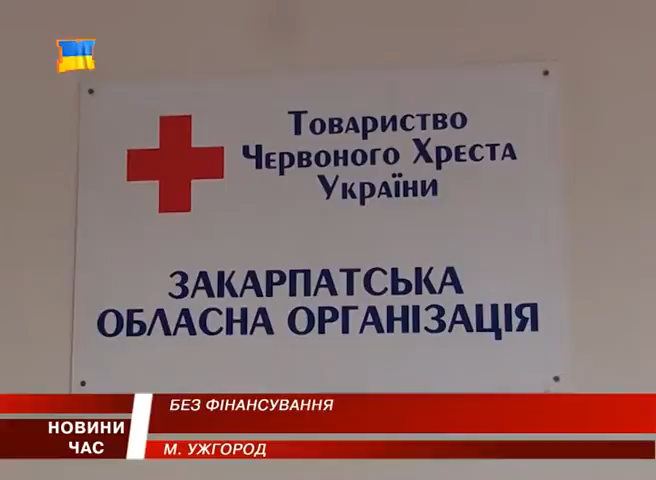 Товариство
Червоного Хреста
України
ЗАКАРПАТСЬКА
ОБЛАСНА ОРГАНІЗАЦІЯ
БЕЗ ФІНАНСУВАННЯ
НОВИНИ
ЧАС
М. УЖГОРОД